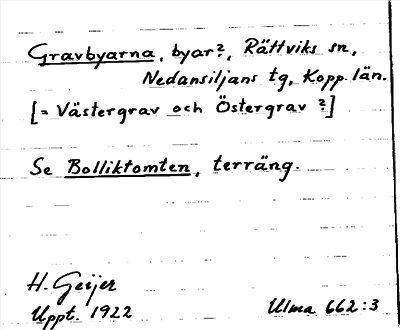 Gravbyarna, byar?, Rättviks sn,
Nedansiljans tg, Kopp. län.
[= Västergrav och Östergrav ?]
Se Bolliktomten, terräng.
H. Geijer
Uppt. 1922
Ulma 662:3